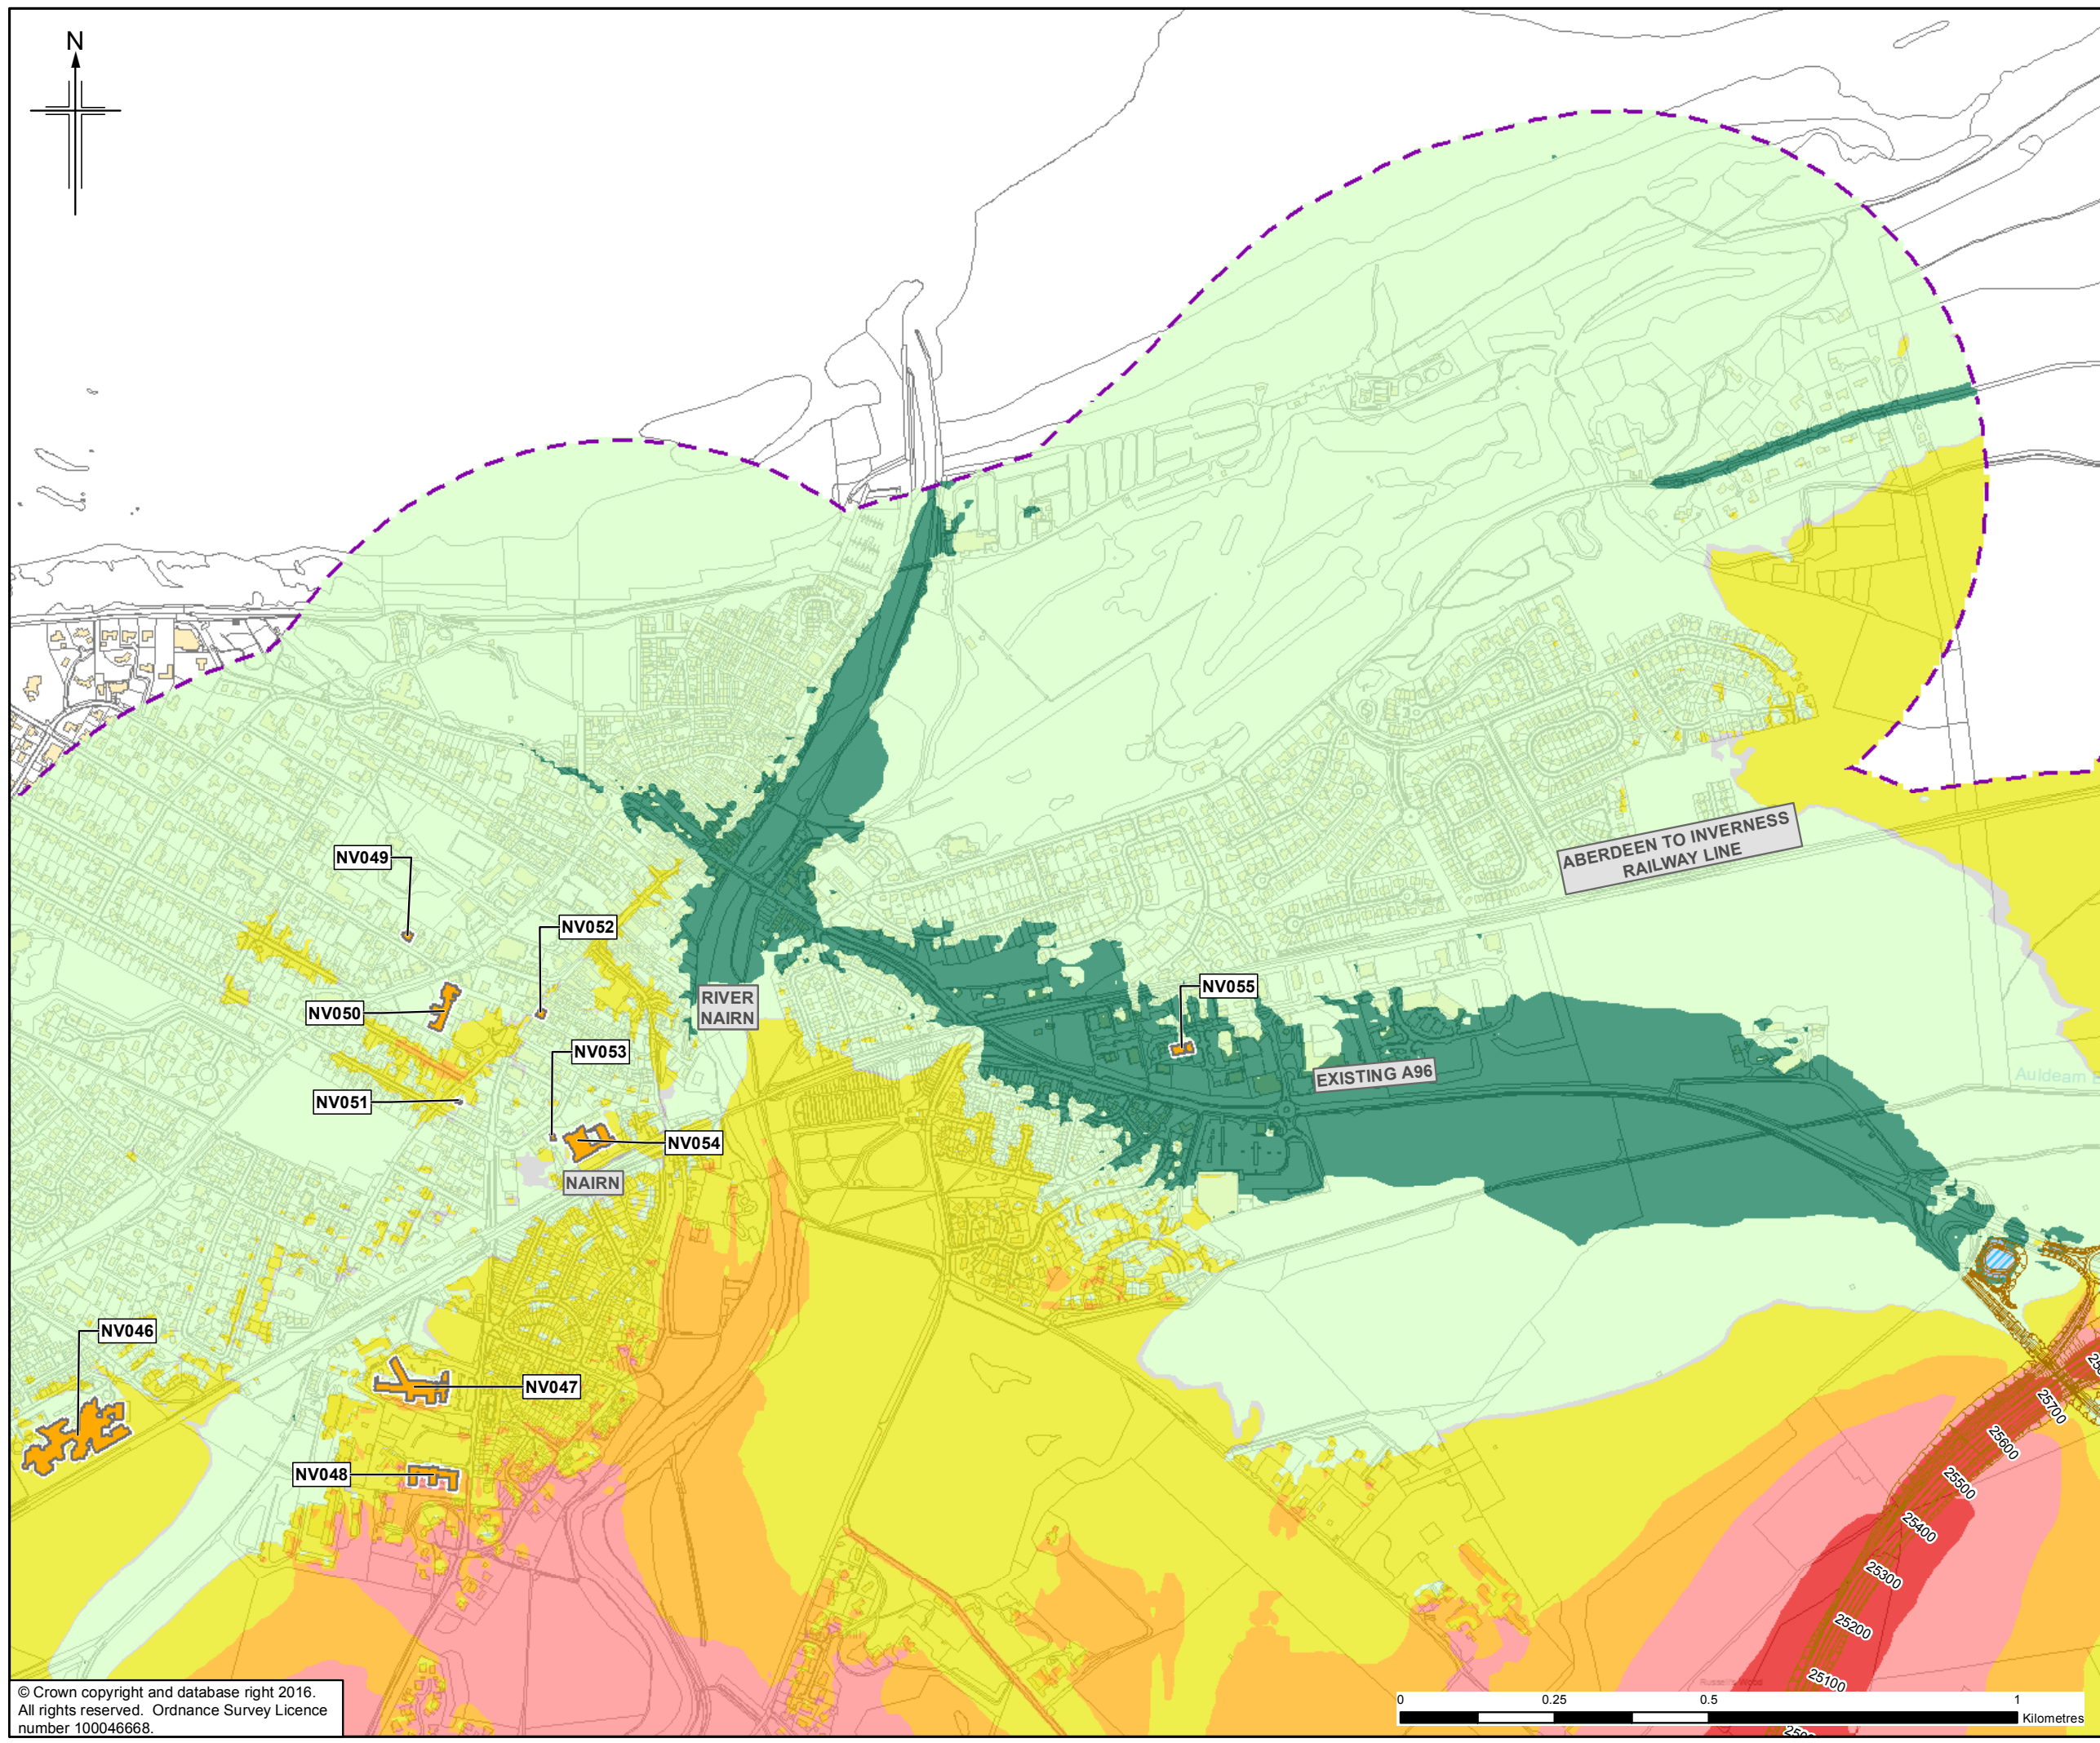 N
NV049
NV052
NV050
RIVER
NAIRN
NV055
NV053
NV051
NV054
NAIRN
EXISTING A96
ABERDEEN TO INVERNESS
RAILWAY LINE
Auldearn
NV046
NV047
NV048
25700
25600
25500
25400
25300
25200
25100
© Crown copyright and database right 2016.
All rights reserved. Ordnance Survey Licence
number 100046668.
0 0.25 0.5 1
Kilometres